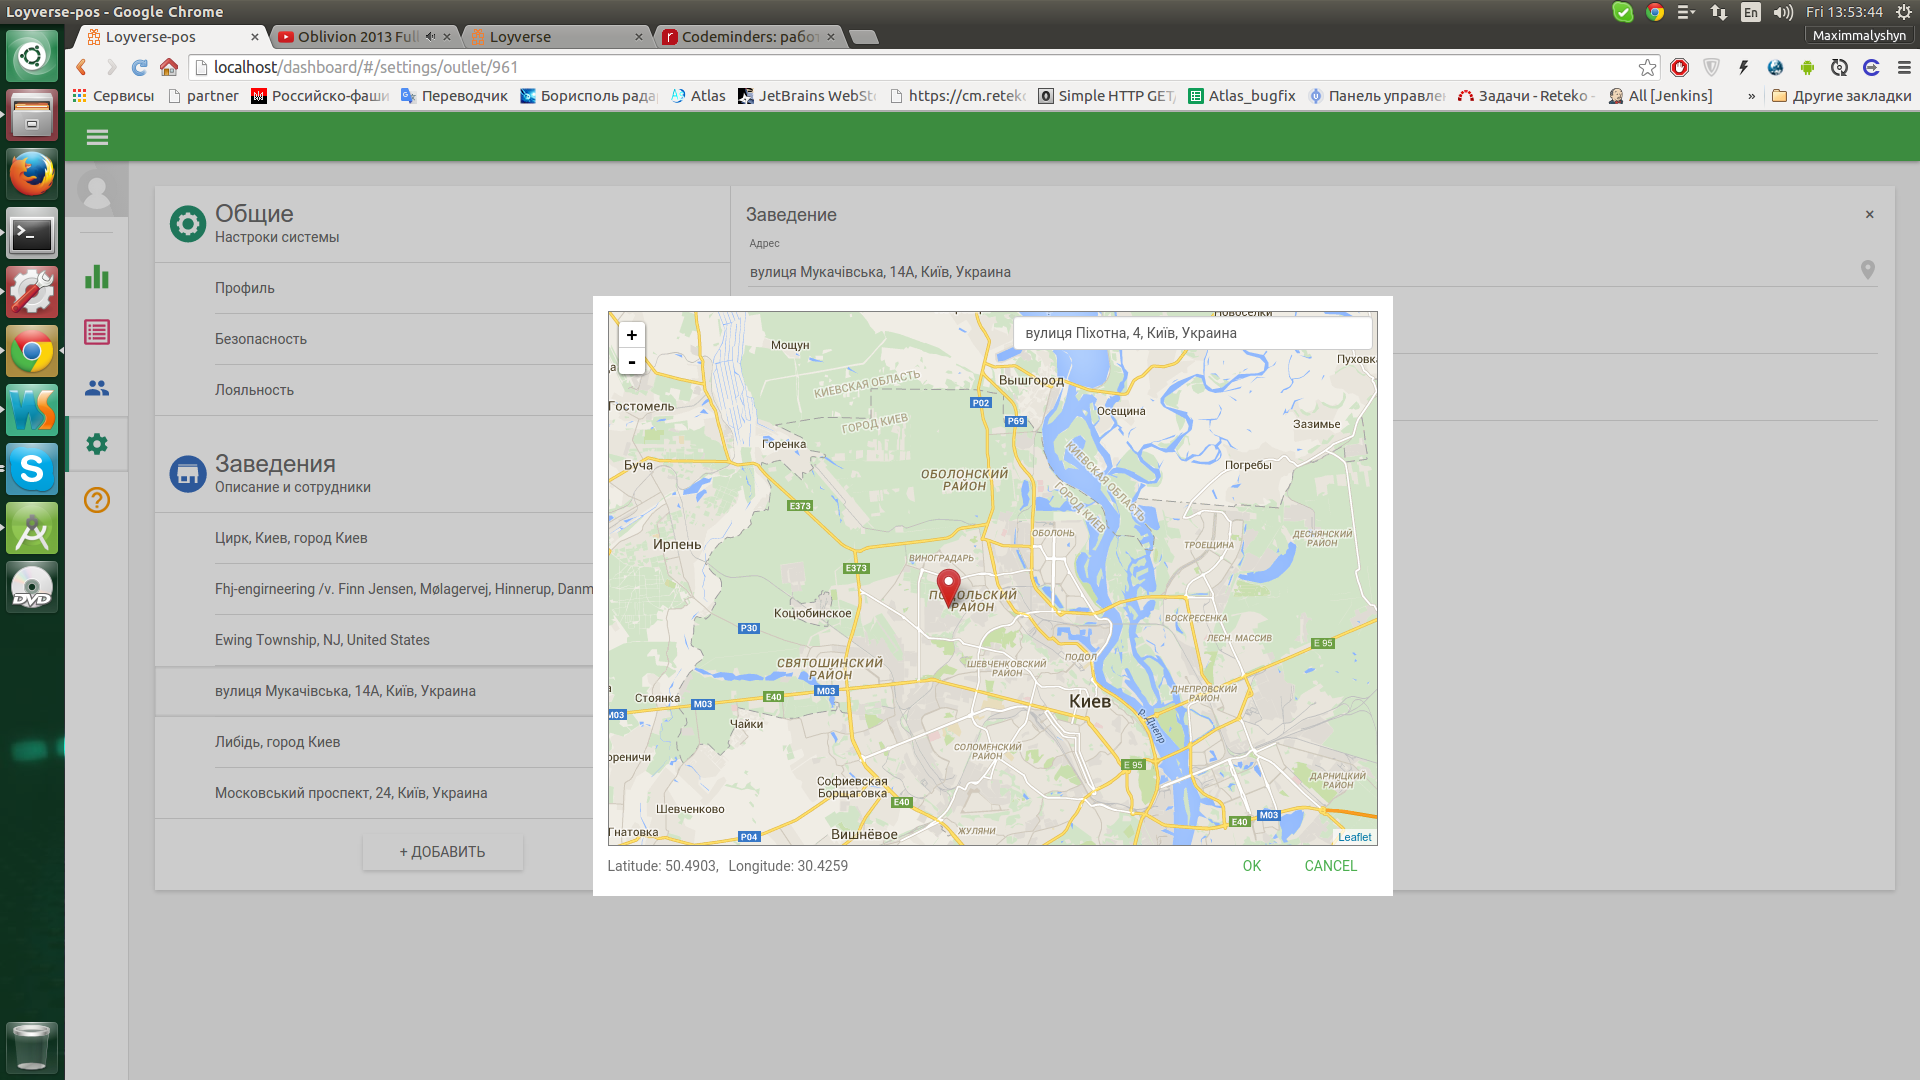 Loyverse-pos - Google Chrome
En
Fri 13:53:44
Maximmalyshyn
Loyverse-pos
Oblivion 2013 Full
Loyverse
Codeminders: рабо
localhost/dashboard/#/settings/outlet/961
Сервисы
partner
Российско-фаши
Переводчик
Борисполь рада
Atlas
JetBrains WebSto
https://cm.retek
Simple HTTP GET
Atlas_bugfix
Панель управле
Задачи - Reteko -
All [Jenkins]
»
Другие закладки
Общие
Настроки системы
Профиль
Безопасность
Лояльность
Заведения
Описание и сотрудники
Цирк, Киев, город Киев
Fhj-engirneering /v. Finn Jensen, Mølagervej, Hinnerup, Danm
Ewing Township, NJ, United States
вулиця Мукачівська, 14А, Київ, Украина
Либідь, город Киев
Московський проспект, 24, Київ, Украина
+ ДОБАВИТЬ
Заведение
×
Адрес
вулиця Мукачівська, 14А, Київ, Украина
+
-
вулиця Піхотна, 4, Київ, Украина
Новоселки
Мощун
Пуховка
КИЕВСКАЯ ОБЛАСТЬ
Вышгород
Гостомель
P02
Осещина
ГОРОД КИЕВ
P69
Зазимье
Горенка
КИЕВСКАЯ ОБЛАСТЬ
ГОРОД КИЕВ
Буча
ОБОЛОНСКИЙ
РАЙОН
Погребы
E373
Ирпень
ОБОЛОНЬ
ТРОЕЩИНА
ДЕСНЯНСКИЙ
РАЙОН
ВИНОГРАДАРЬ
E373
ПОДОЛЬСКИЙ
РАЙОН
Коцюбинское
ВОСКРЕСЕНКА
P30
ЛЕСН. МАССИВ
E 95
СВЯТОШИНСКИЙ
РАЙОН
ШЕВЧЕНКОВСКИЙ
РАЙОН
ПОДОЛ
Стоянка
E40
M03
ДНЕПРОВСКИЙ
РАЙОН
M03
M03
Киев
Чайки
р. Днепр
СОЛОМЕНСКИЙ
РАЙОН
ореничи
E 95
Софиевская
Борщаговка
ДАРНИЦКИЙ
РАЙОН
Шевченково
E40
M03
E40
Гнатовка
P04
Вишнёвое
ЖУЛЯНИ
Leaflet
Latitude: 50.4903, Longitude: 30.4259
OK
CANCEL
DVD